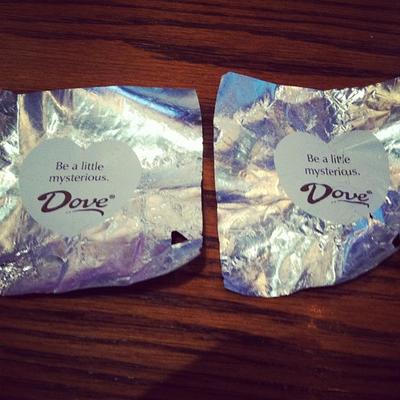 Be a little
mysterious.
Dove®
Be a little
mysterious.
Dove®